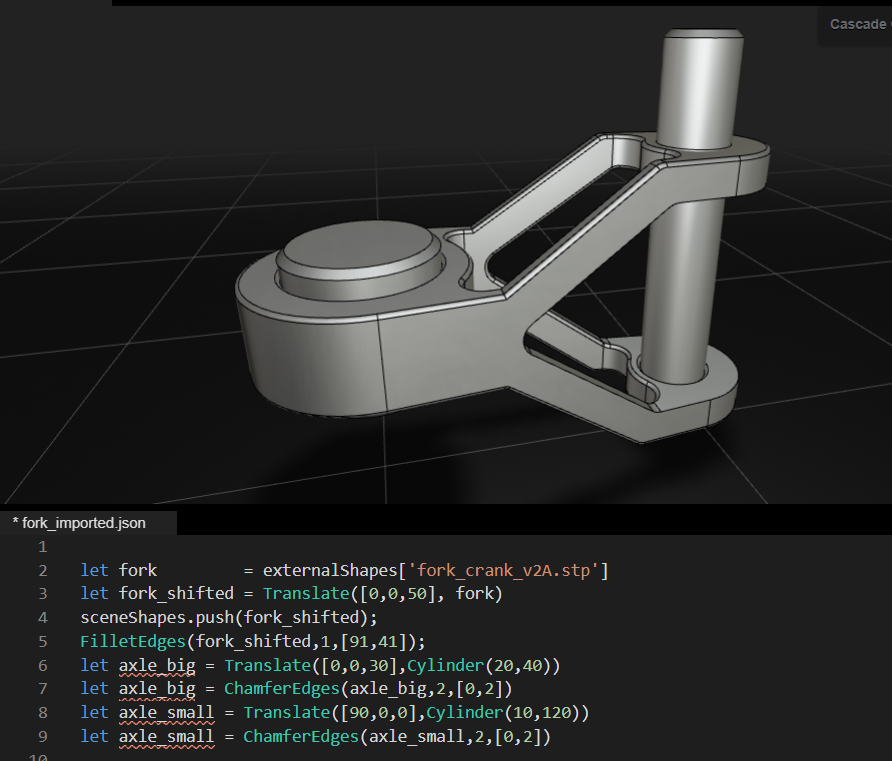 Cascade
* fork_imported.json
1
2 let fork = externalShapes['fork_crank_v2A.stp']
3 let fork_shifted = Translate([0,0,50], fork)
4 sceneShapes.push(fork_shifted);
5 FilletEdges(fork_shifted,1,[91,41]);
6 let axle_big = Translate([0,0,30],Cylinder(20,40))
7 let axle_big = ChamferEdges(axle_big,2,[0,2])
8 let axle_small = Translate([90,0,0],Cylinder(10,120))
9 let axle_small = ChamferEdges(axle_small,2,[0,2])
10